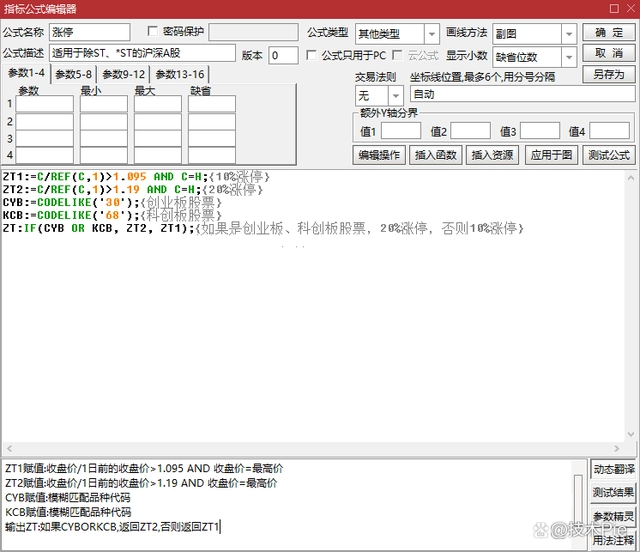 指标公式编辑器
公式名称 涨停 密码保护 公式类型 其他类型 画线方法 副图 确 定
公式描述 适用于除ST、*ST的沪深A股 版本 0 公式只用于PC 云公式 显示小数 缺省位数 取 消
参数1-4 参数5-8 参数9-12 参数13-16 交易法则 坐标线位置,最多6个,用分号分隔 另存为
参数 最小 最大 缺省 无 自动
1
2
3
4
额外Y轴分界
值1 值2 值3 值4
编辑操作 插入函数 插入资源 应用于图 测试公式
ZT1:=C/REF(C,1)>1.095 AND C=H;{10%涨停}
ZT2:=C/REF(C,1)>1.19 AND C=H;{20%涨停}
CYB:=CODELIKE('30');{创业板股票}
KCB:=CODELIKE('68');{科创板股票}
ZT:IF(CYB OR KCB, ZT2, ZT1);{如果是创业板、科创板股票，20%涨停，否则10%涨停}
ZT1赋值:收盘价/1日前的收盘价>1.095 AND 收盘价=最高价
ZT2赋值:收盘价/1日前的收盘价>1.19 AND 收盘价=最高价
CYB赋值:模糊匹配品种代码
KCB赋值:模糊匹配品种代码
输出ZT:如果CYBORKCB,返回ZT2,否则返回ZT1
动态翻译
测试结果
参数精灵
用法注释
Bai百科@技术Pie